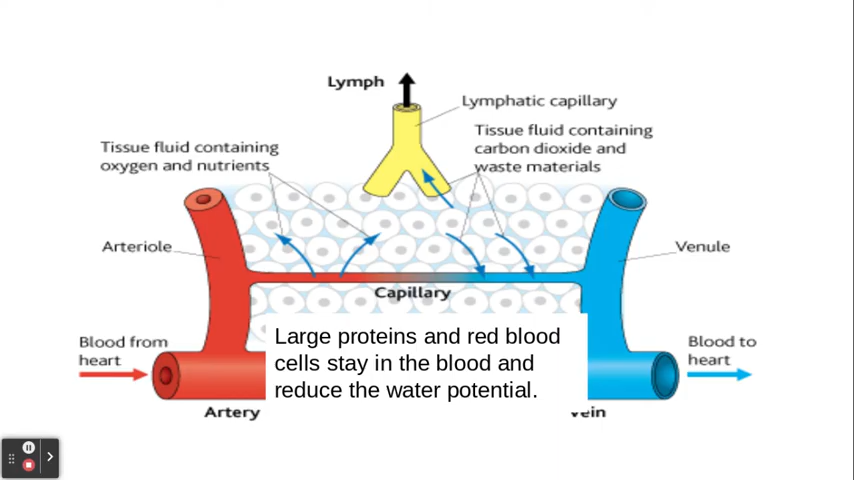 Lymph
Lymphatic capillary
Tissue fluid containing
oxygen and nutrients
Tissue fluid containing
carbon dioxide and
waste materials
Arteriole
Venule
Capillary
Large proteins and red blood
cells stay in the blood and
reduce the water potential.
Blood from
heart
Blood to
heart
Artery
Vein